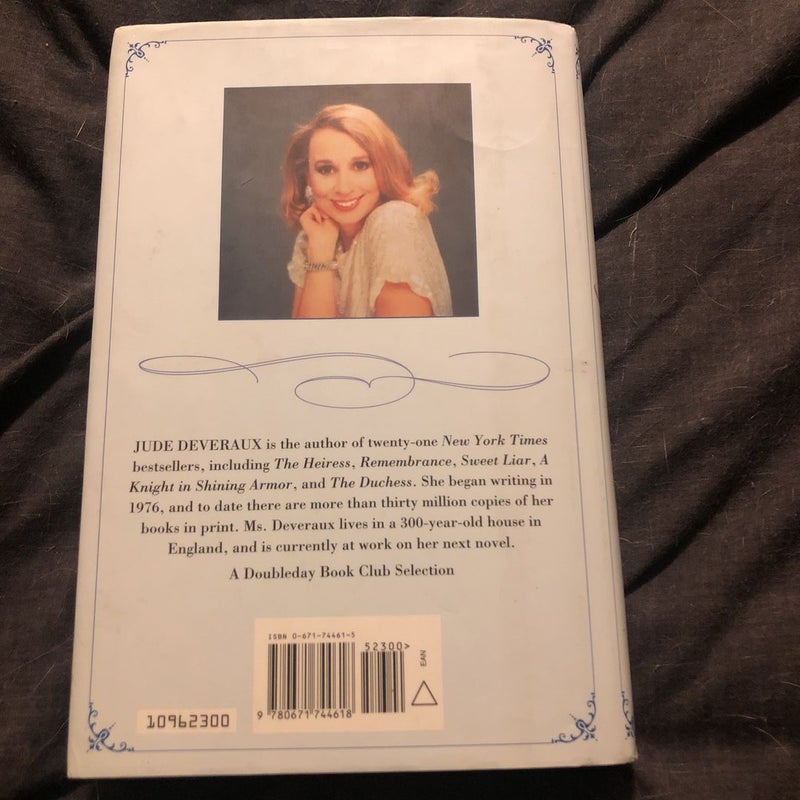 JUDE DEVERAUX is the author of twenty-one New York Times
bestsellers, including The Heiress, Remembrance, Sweet Liar, A
Knight in Shining Armor, and The Duchess. She began writing in
1976, and to date there are more than thirty million copies of her
books in print. Ms. Deveraux lives in a 300-year-old house in
England, and is currently at work on her next novel.
A Doubleday Book Club Selection
ISBN 0-671-74461-5
52300>
EAN
9 780671 744618
10962300